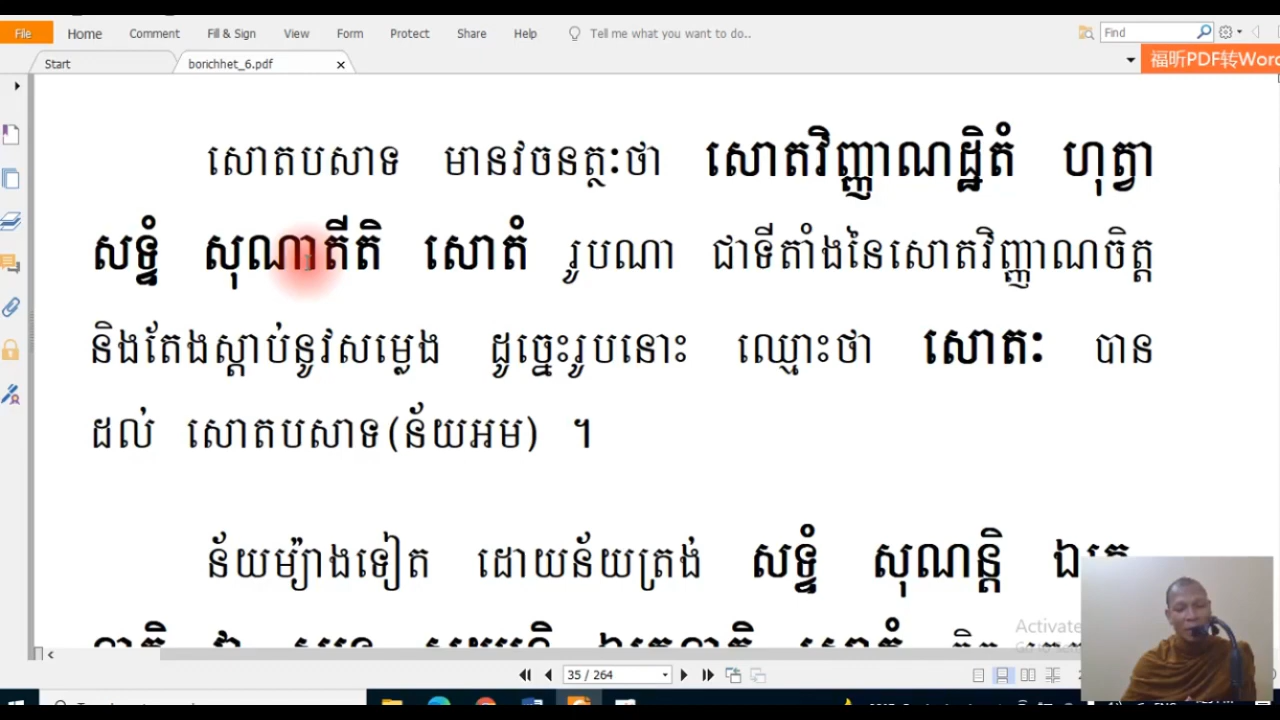 File Home Comment Fill & Sign View Form Protect Share Help Tell me what you want to do.. Find
Start borichhet_6.pdf 福昕PDF转Word
សោតបសាទ មានវចនត្ថៈថា សោតវិញ្ញាណដ្ឋិតំ ហុត្វា
សទ្ទំ សុណាតីតិ សោតំ រូបណា ជាទីតាំងនៃសោតវិញ្ញាណចិត្ត
និងតែងស្តាប់នូវសម្លេង ដូច្នេះរូបនោះ ឈ្មោះថា សោតៈ បាន
ដល់ សោតបសាទ(ន័យអម) ។
ន័យម៉្យាងទៀត ដោយន័យត្រង់ សទ្ទំ សុណន្តិ
Activate
35 / 264